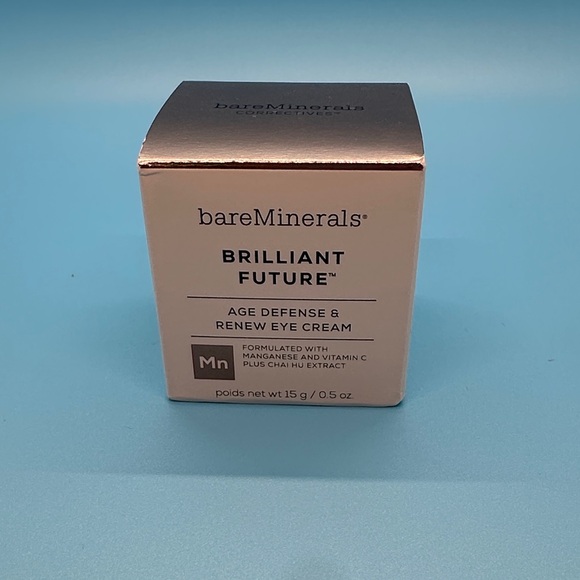 bareMinerals
CORRECTIVES™
bareMinerals®
BRILLIANT
FUTURE™
AGE DEFENSE &
RENEW EYE CREAM
Mn
FORMULATED WITH
MANGANESE AND VITAMIN C
PLUS CHAI HU EXTRACT
poids net wt 15 g / 0.5 oz.